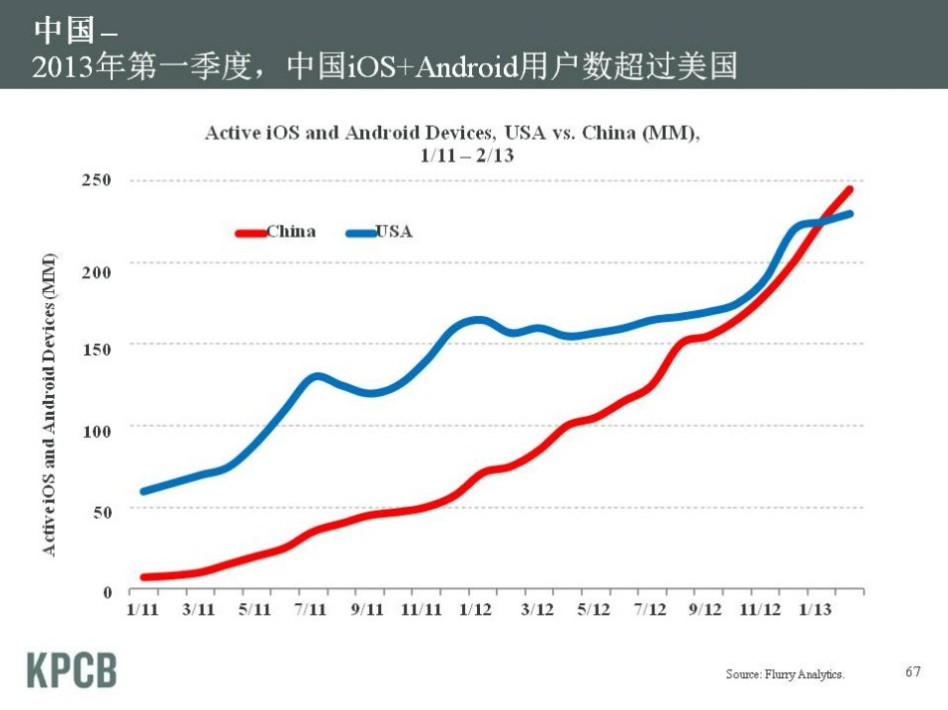 中国 –
2013年第一季度，中国iOS+Android用户数超过美国
Active iOS and Android Devices, USA vs. China (MM),
1/11 – 2/13
250
200
150
100
50
0
Active iOS and Android Devices (MM)
China
USA
1/11 3/11 5/11 7/11 9/11 11/11 1/12 3/12 5/12 7/12 9/12 11/12 1/13
KPCB
Source: Flurry Analytics.
67